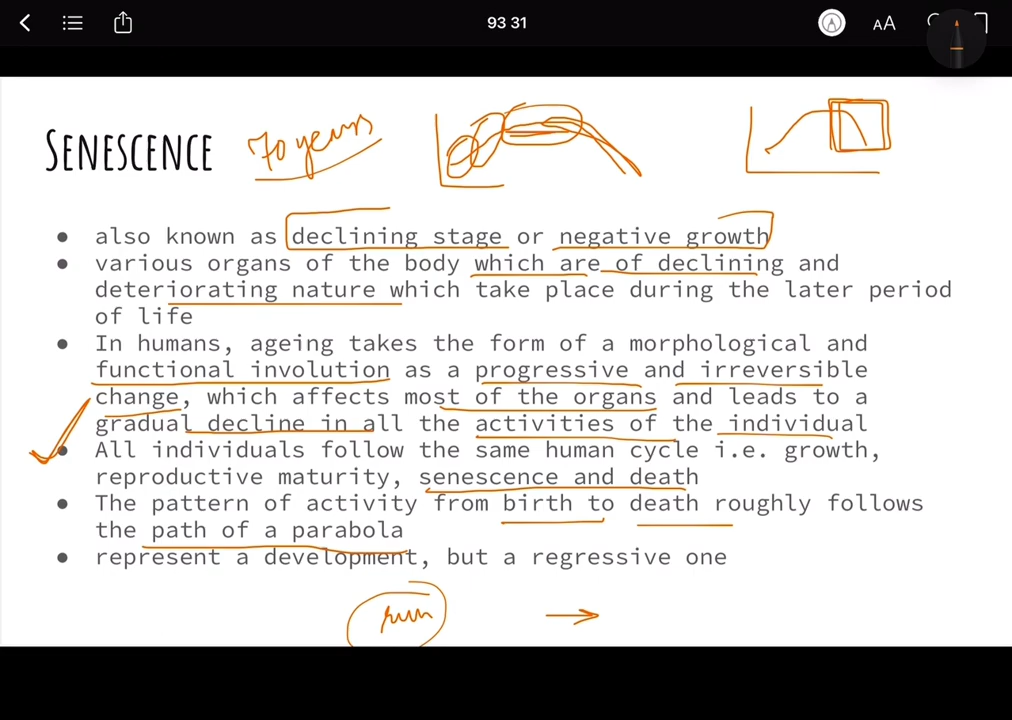 93 31
AA
SENESCENCE 70 years
● also known as declining stage or negative growth
● various organs of the body which are of declining and
deteriorating nature which take place during the later period
of life
● In humans, ageing takes the form of a morphological and
functional involution as a progressive and irreversible
change, which affects most of the organs and leads to a
gradual decline in all the activities of the individual
● All individuals follow the same human cycle i.e. growth,
reproductive maturity, senescence and death
● The pattern of activity from birth to death roughly follows
the path of a parabola
● represent a development, but a regressive one
run